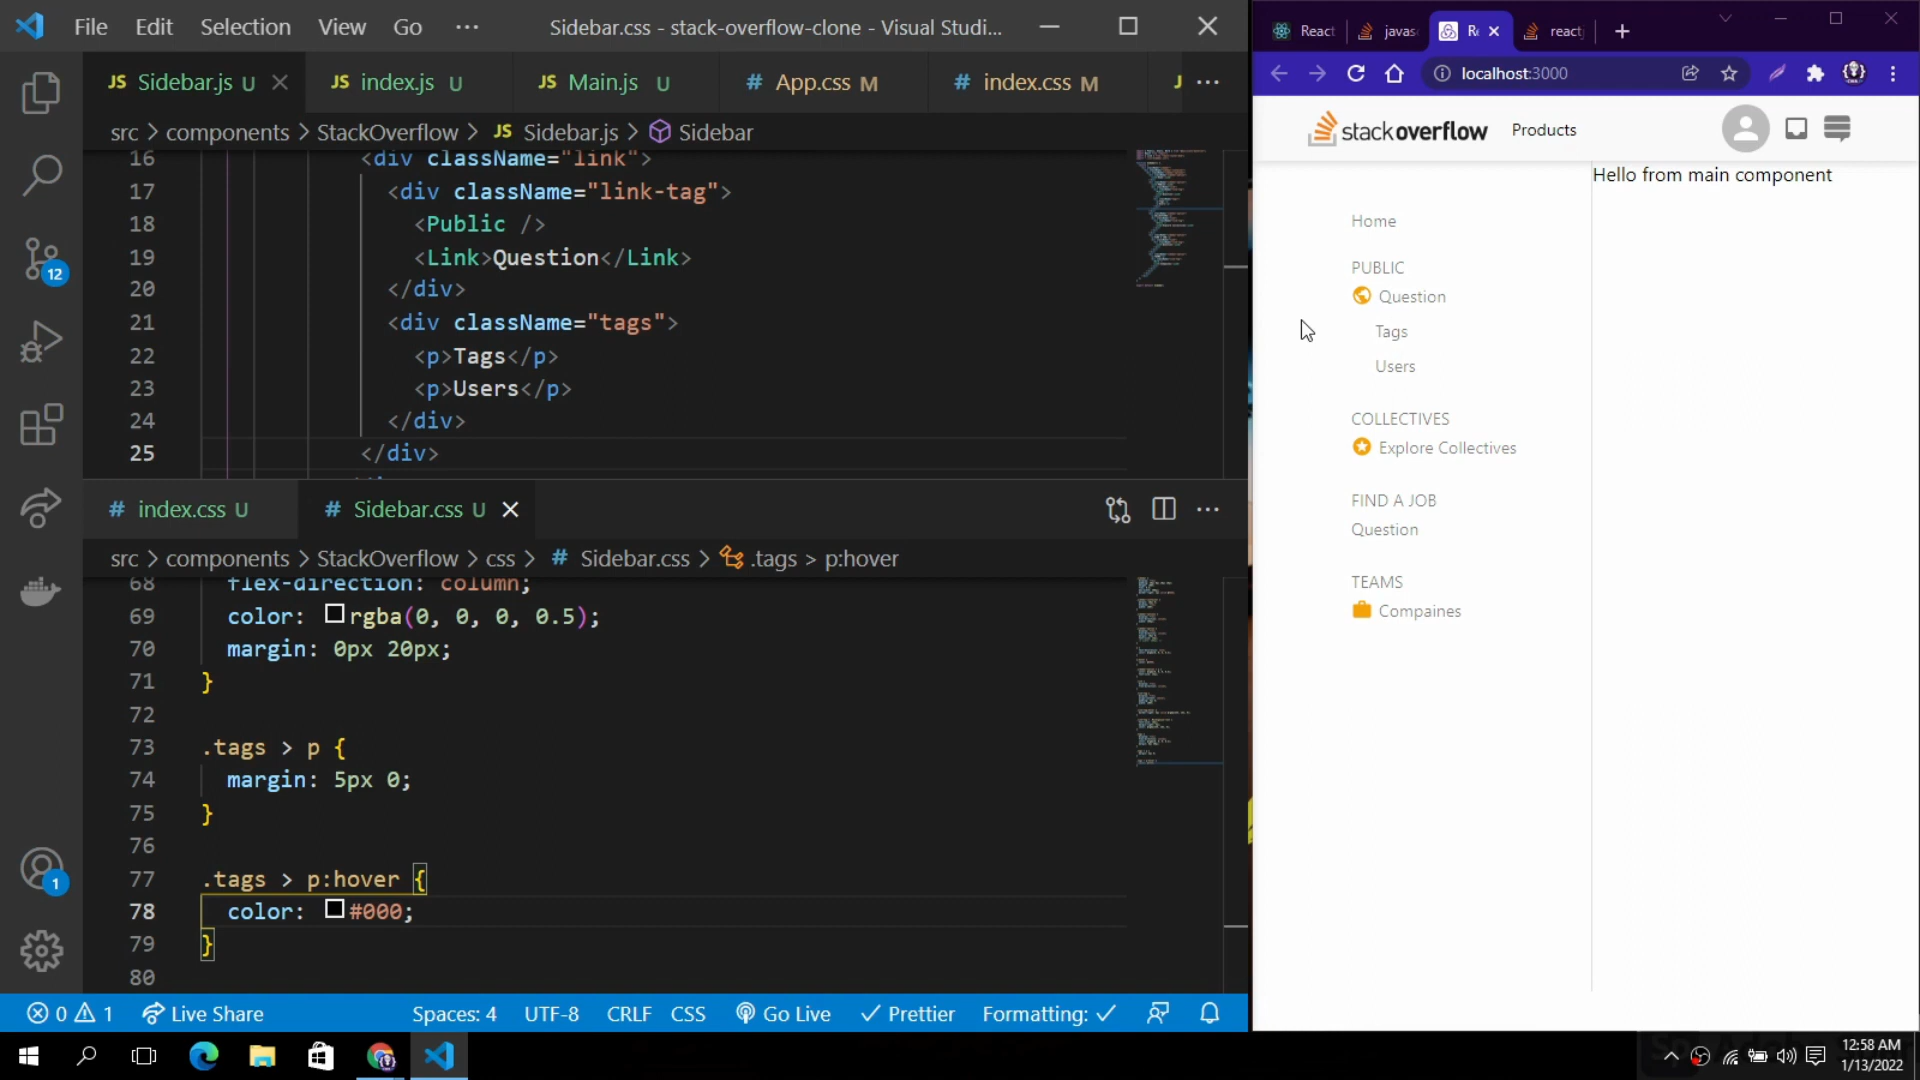 File Edit Selection View Go ··· Sidebar.css - stack-overflow-clone - Visual Studi...
JS Sidebar.js U JS index.js U JS Main.js U # App.css M # index.css M J ···
src > components > StackOverflow > JS Sidebar.js > Sidebar
16 <div className="link">
17 <div className="link-tag">
18 <Public />
19 <Link>Question</Link>
20 </div>
21 <div className="tags">
22 <p>Tags</p>
23 <p>Users</p>
24 </div>
25 </div>
12
# index.css U # Sidebar.css U ···
src > components > StackOverflow > css > # Sidebar.css > .tags > p:hover
68 flex-direction: column;
69 color: rgba(0, 0, 0, 0.5);
70 margin: 0px 20px;
71 }
72
73 .tags > p {
74 margin: 5px 0;
75 }
76
77 .tags > p:hover {
78 color: #000;
79 }
80
1
0 1 Live Share Spaces: 4 UTF-8 CRLF CSS Go Live Prettier Formatting:
React javas Re react
localhost:3000
stackoverflow Products
Hello from main component
Home
PUBLIC
Question
Tags
Users
COLLECTIVES
Explore Collectives
FIND A JOB
Question
TEAMS
Compaines
12:58 AM
1/13/2022